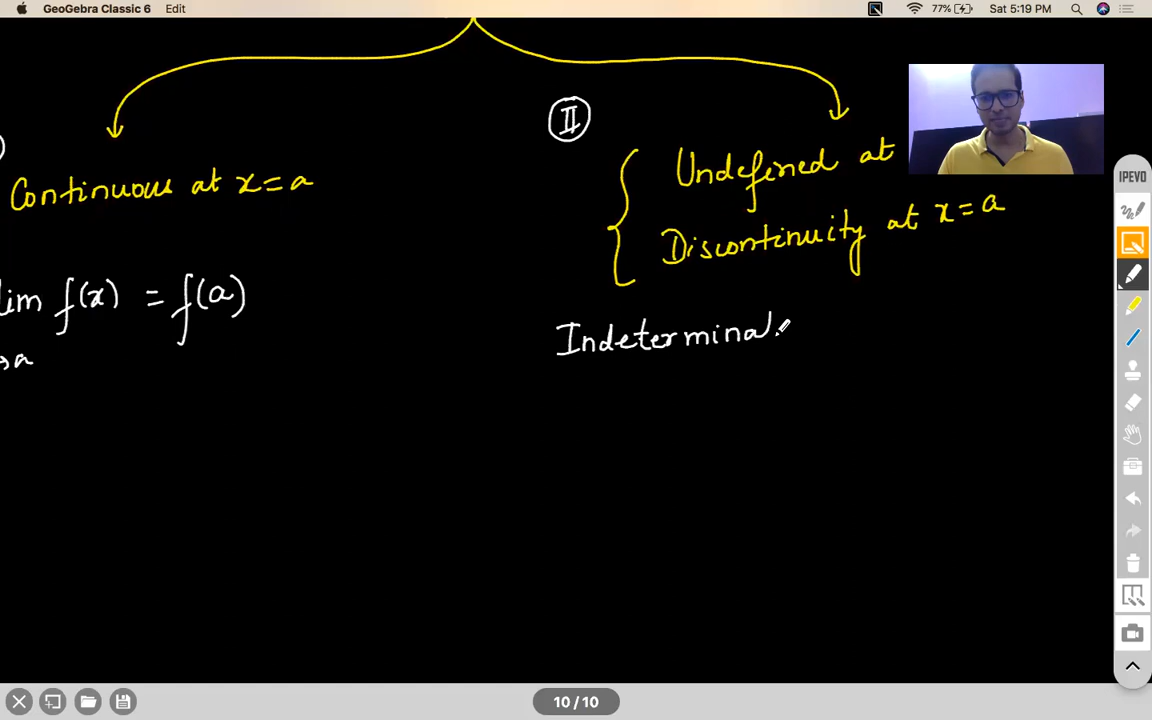 GeoGebra Classic 6 Edit
77% Sat 5:19 PM
II
Continuous at x=a
Undefined at
Discontinuity at x=a
lim f(x) = f(a)
→a
Indetermina
IPEVO
10 / 10